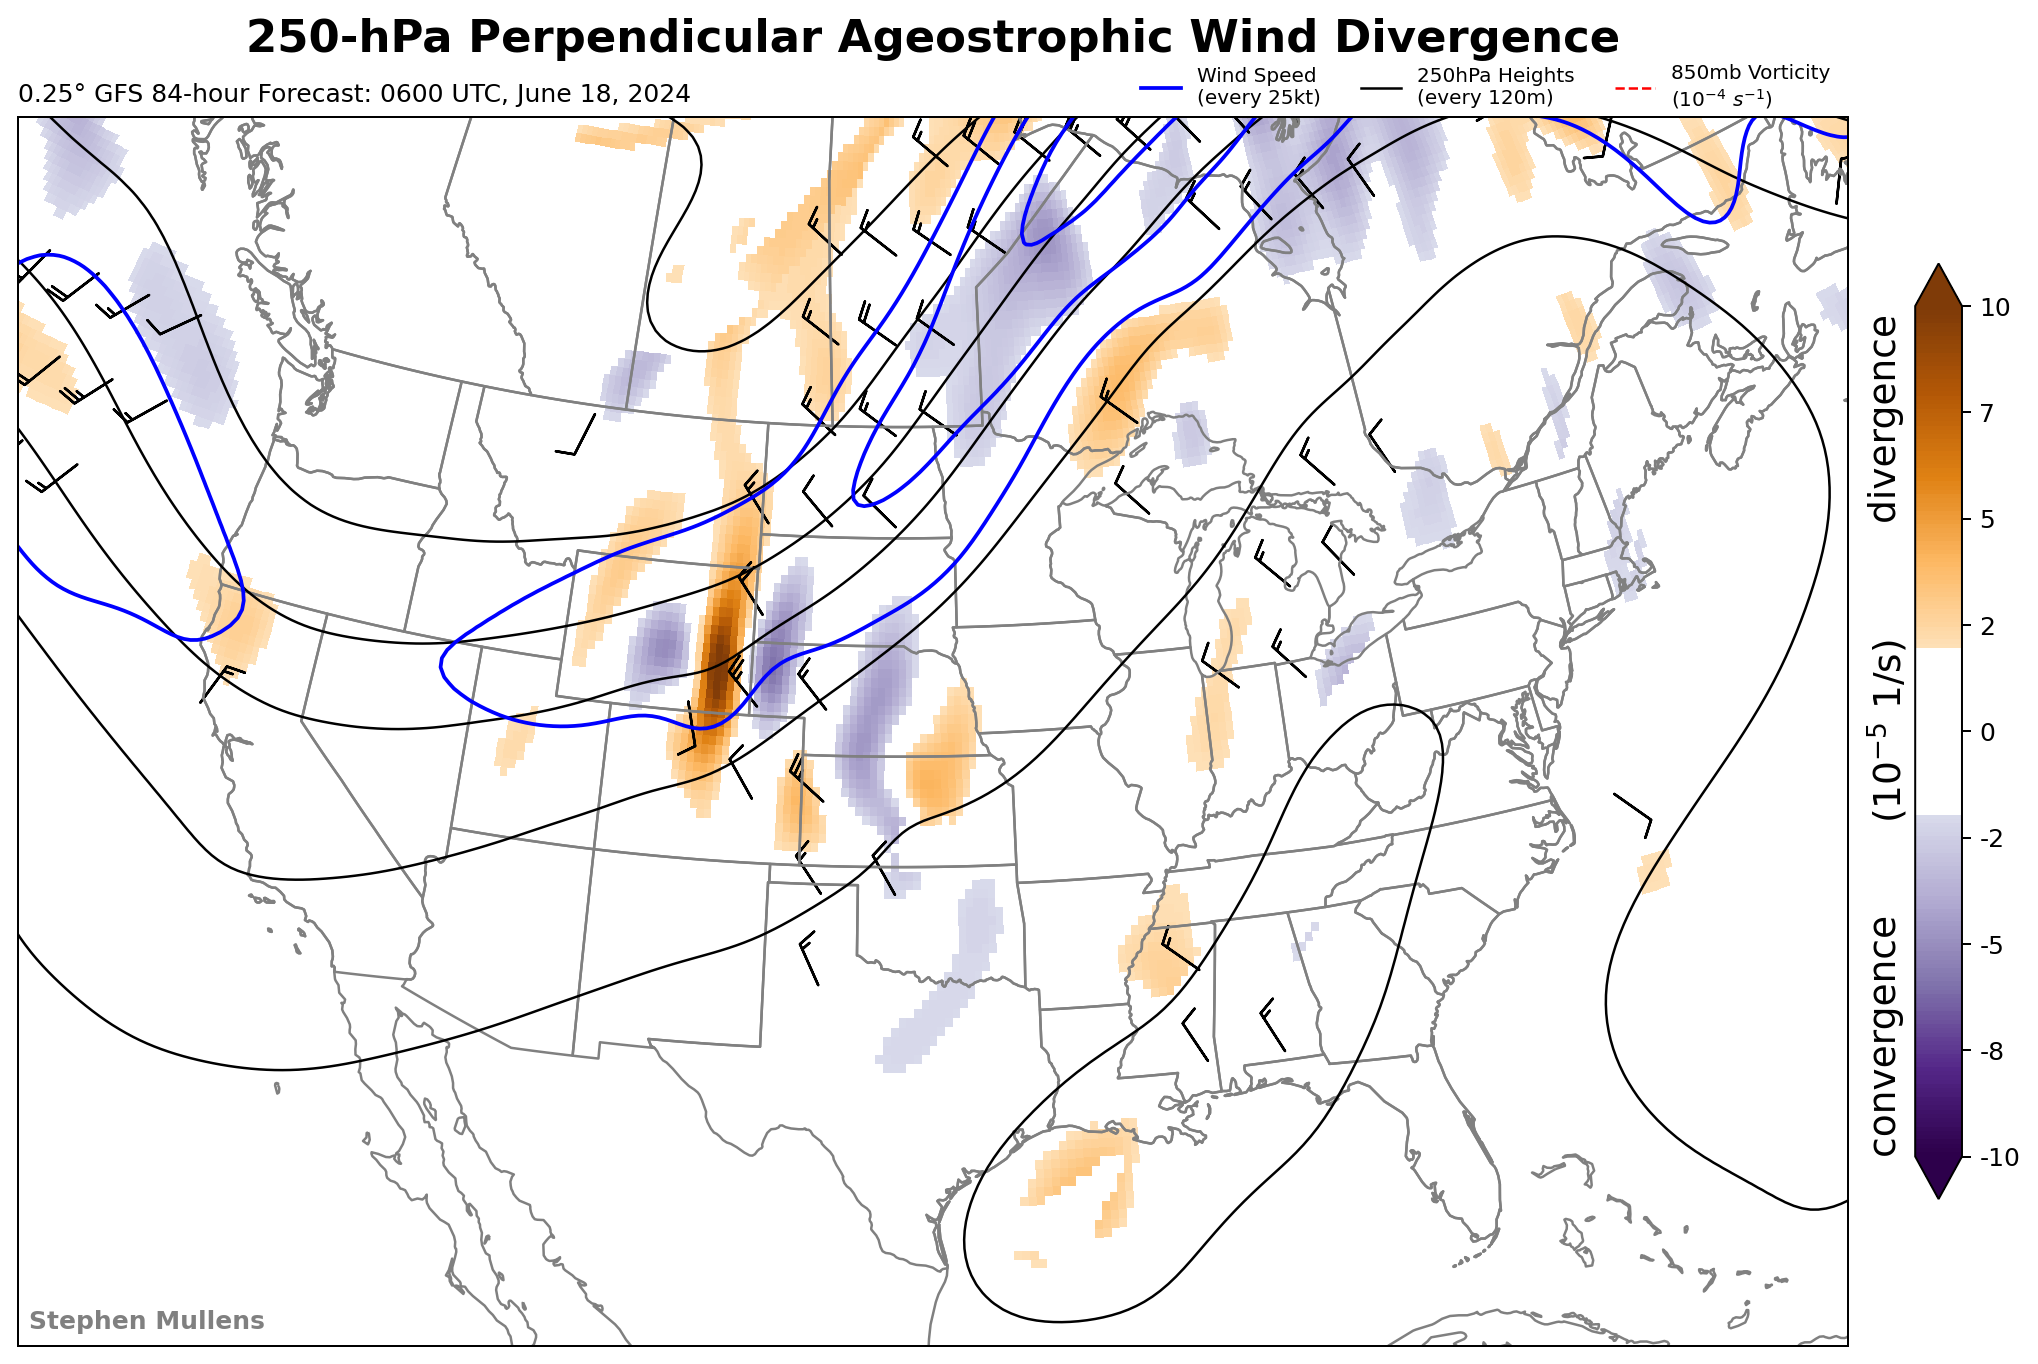 250-hPa Perpendicular Ageostrophic Wind Divergence
0.25° GFS 84-hour Forecast: 0600 UTC, June 18, 2024
Wind Speed
(every 25kt)
250hPa Heights
(every 120m)
850mb Vorticity
(10⁻⁴ s⁻¹)
10
7
5
2
0
-2
-5
-8
-10
convergence (10⁻⁵ 1/s) divergence
Stephen Mullens